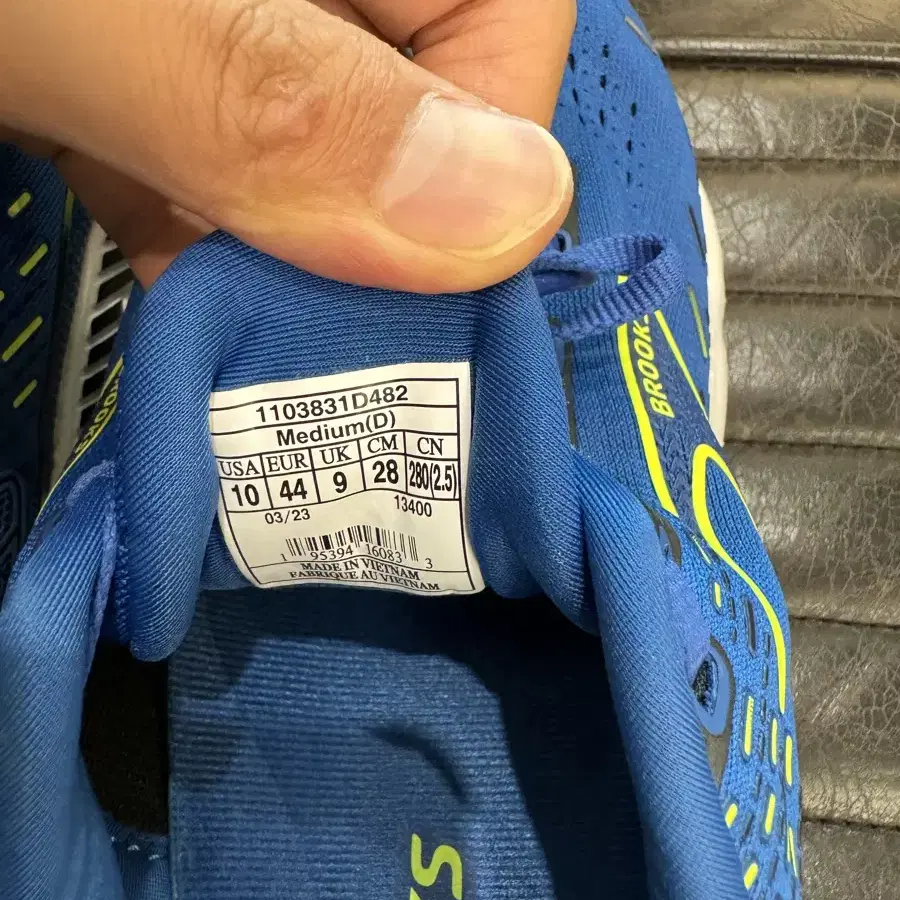 1103831D482
Medium(D)
USA EUR UK CM CN
10 44 9 28 280(2.5)
03/23 13400
1 95394 16083 3
MADE IN VIETNAM
FABRIQUE AU VIETNAM
BROOKS